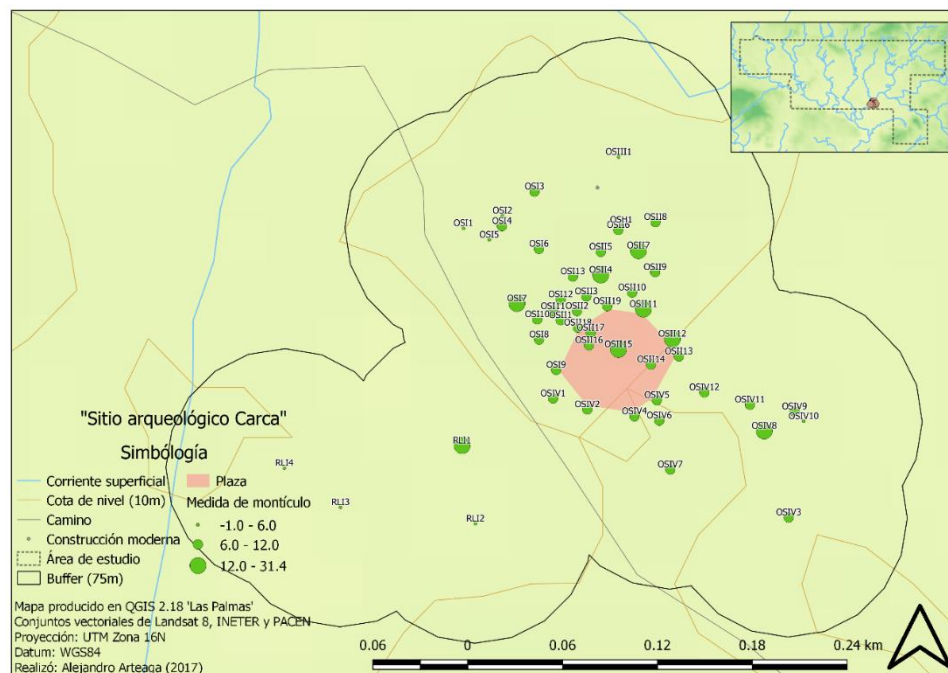 OSIII1
OSI3
OSI2
OSI1
OSI4
OSI5
OSH1
OSII8
OSII6
OSI6
OSII5
OSII7
OSI13
OSII4
OSII9
OSI7
OSI12
OSII3
OSII10
OSI11
OSII2
OSII19
OSII11
OSI10
OSII1
OSII18
OSII17
OSI8
OSII16
OSII15
OSII12
OSII13
OSII14
OSI9
OSIV1
OSIV2
OSIV5
OSIV12
OSIV11
OSIV9
OSIV4
OSIV6
OSIV8
OSIV10
RLI1
RLI4
OSIV7
RLI3
RLI2
OSIV3
"Sitio arqueológico Carca"
Simbólogía
Corriente superficial
Plaza
Cota de nivel (10m)
Medida de montículo
Camino
-1.0 - 6.0
Construcción moderna
6.0 - 12.0
Área de estudio
12.0 - 31.4
Buffer (75m)
Mapa producido en QGIS 2.18 'Las Palmas'
Conjuntos vectoriales de Landsat 8, INETER y PACEN
Proyección: UTM Zona 16N
Datum: WGS84
Realizó: Alejandro Arteaga (2017)
0.06 0 0.06 0.12 0.24 km